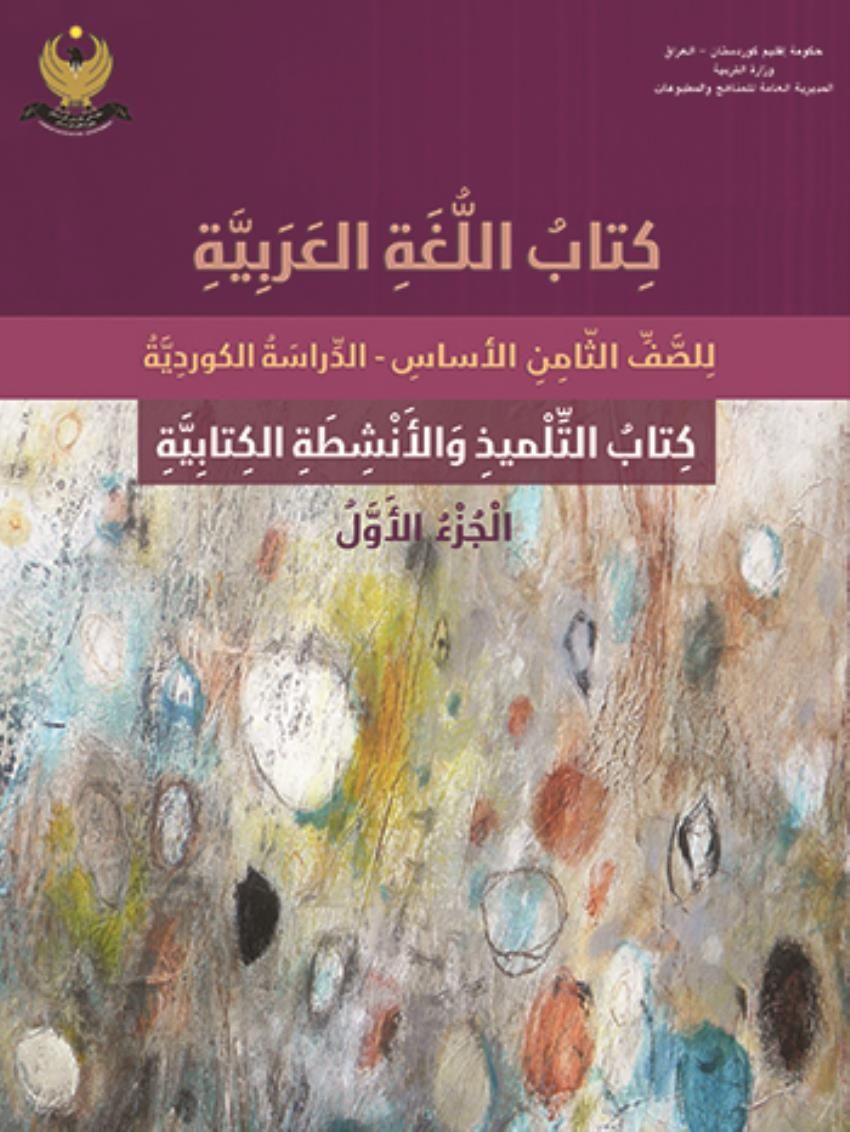 حكومة إقليم كوردستان - العراق
وزارة التربية
المديرية العامة للمناهج والمطبوعات
كِتابُ اللُّغَةِ العَرَبِيَّةِ
لِلصَّفِّ الثّامِنِ الأساسِ - الدِّراسَةُ الكوردِيَّةُ
كِتابُ التِّلْميذِ وَالأَنْشِطَةِ الكِتابِيَّةِ
الْجُزْءُ الأَوَّلُ